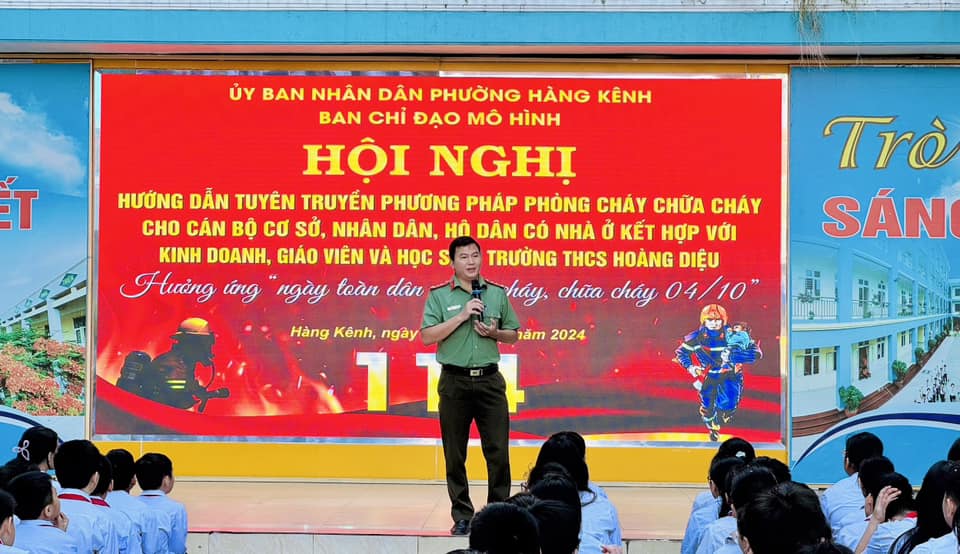 ỦY BAN NHÂN DÂN PHƯỜNG HÀNG KÊNH
BAN CHỈ ĐẠO MÔ HÌNH
HỘI NGHỊ
HƯỚNG DẪN TUYÊN TRUYỀN PHƯƠNG PHÁP PHÒNG CHÁY CHỮA CHÁY
CHO CÁN BỘ CƠ SỞ, NHÂN DÂN, HỘ DÂN CÓ NHÀ Ở KẾT HỢP VỚI
KINH DOANH, GIÁO VIÊN VÀ HỌC TRƯỜNG THCS HOÀNG DIỆU
Hưởng ứng "ngày toàn dân cháy, chữa cháy 04/10"
Hàng Kênh, ngày năm 2024
114
Trò